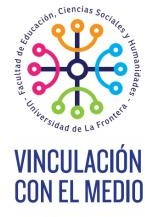 Facultad de Educación, Ciencias Sociales y Humanidades -
Universidad de La Frontera -
VINCULACIÓN
CON EL MEDIO